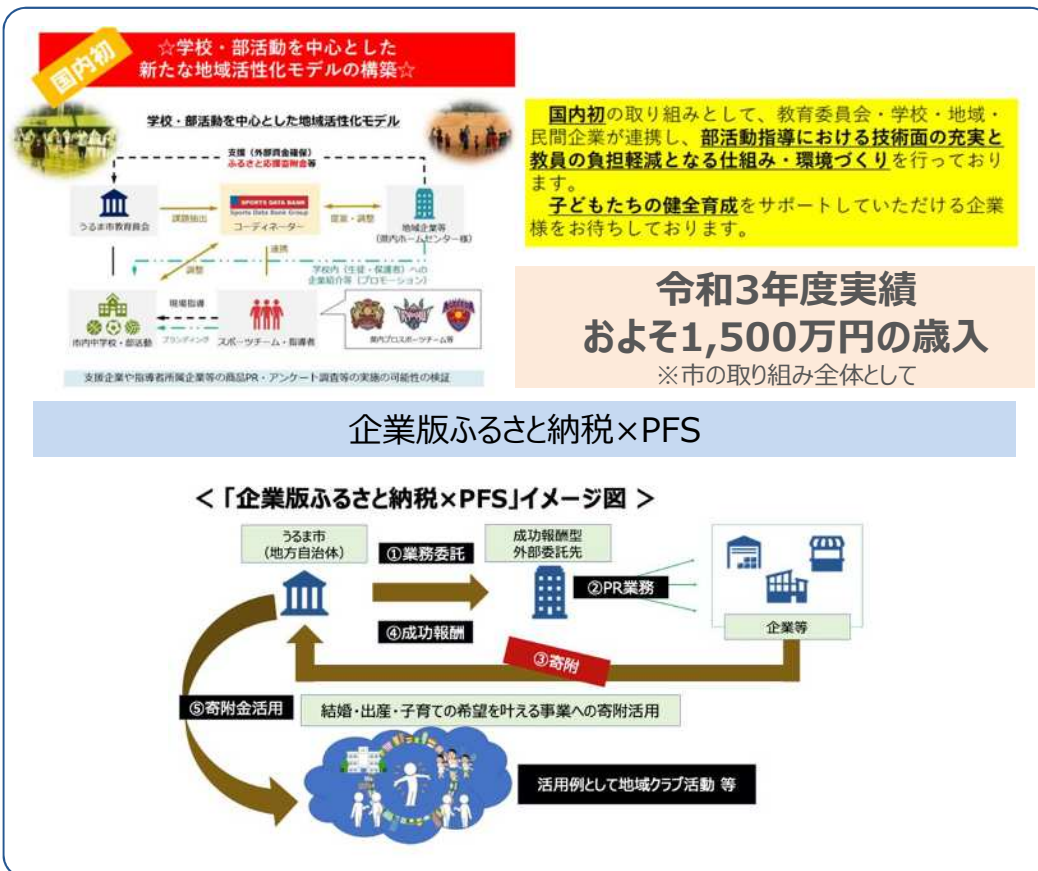 国内初
☆学校・部活動を中心とした
新たな地域活性化モデルの構築☆
学校・部活動を中心とした地域活性化モデル
支援（外部資金確保）
ふるさと応援寄附金等
うるま市教育委員会
課題抽出
SPORTS DATA BANK
Sports Data Bank Group
コーディネーター
提案・調整
地域企業等
（県内ホームセンター様）
連携
調整
学校内（生徒・保護者）への
企業紹介等（プロモーション）
現場指導
ブランディング
市内中学校・部活動
スポーツチーム・指導者
県内プロスポーツチーム等
支援企業や指導者所属企業等の商品PR・アンケート調査等の実施の可能性の検証
国内初の取り組みとして、教育委員会・学校・地域・
民間企業が連携し、部活動指導における技術面の充実と
教員の負担軽減となる仕組み・環境づくりを行っており
ます。
子どもたちの健全育成をサポートしていただける企業
様をお待ちしております。
令和3年度実績
およそ1,500万円の歳入
※市の取り組み全体として
企業版ふるさと納税×PFS
＜「企業版ふるさと納税×PFS」イメージ図 ＞
うるま市
（地方自治体）
①業務委託
成功報酬型
外部委託先
②PR業務
企業等
④成功報酬
③寄附
⑤寄附金活用
結婚・出産・子育ての希望を叶える事業への寄附活用
活用例として地域クラブ活動 等